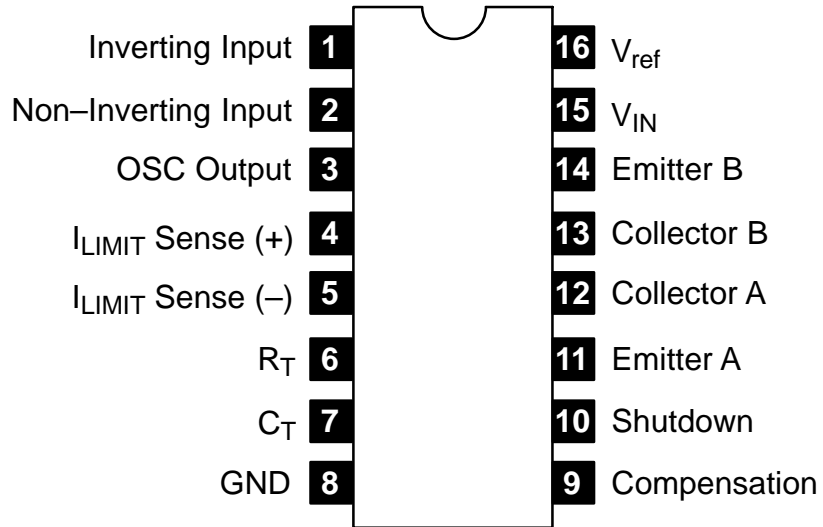 Inverting Input 1 16 Vref
Non–Inverting Input 2 15 VIN
OSC Output 3 14 Emitter B
ILIMIT Sense (+) 4 13 Collector B
ILIMIT Sense (–) 5 12 Collector A
RT 6 11 Emitter A
CT 7 10 Shutdown
GND 8 9 Compensation